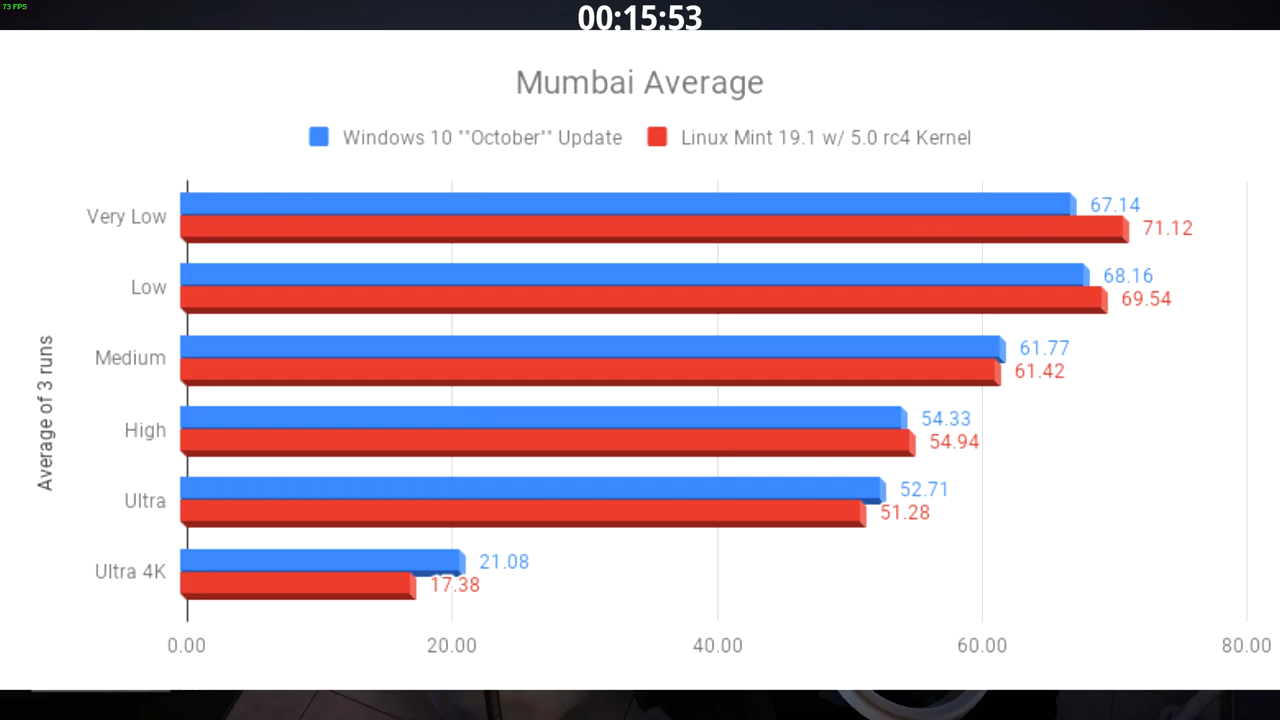 73 FPS
00:15:53
Mumbai Average
Windows 10 ""October"" Update
Linux Mint 19.1 w/ 5.0 rc4 Kernel
Average of 3 runs
Very Low
67.14
71.12
Low
68.16
69.54
Medium
61.77
61.42
High
54.33
54.94
Ultra
52.71
51.28
Ultra 4K
21.08
17.38
0.00
20.00
40.00
60.00
80.00